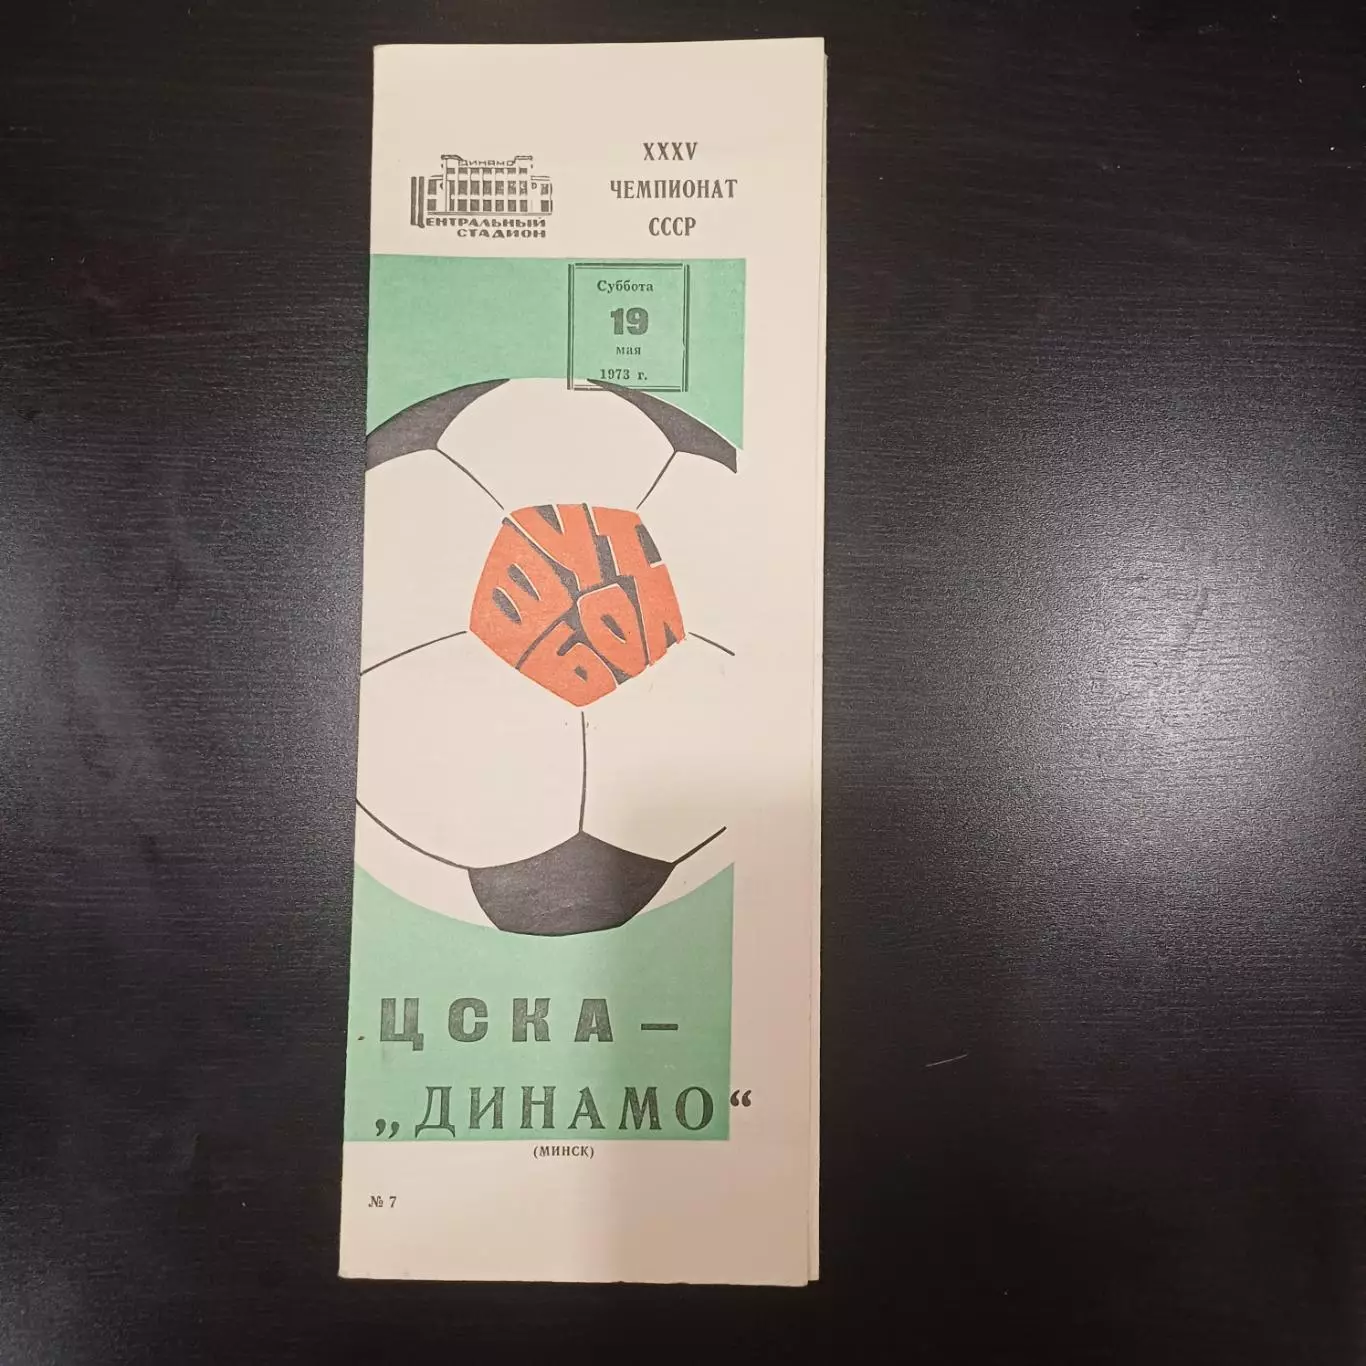 ДИНАМО
ЦЕНТРАЛЬНЫЙ
СТАДИОН
XXXV
ЧЕМПИОНАТ
СССР
Суббота
19
мая
1973 г.
ФУТ
БОЛ
ЦСКА —
„ДИНАМО“
(МИНСК)
№ 7